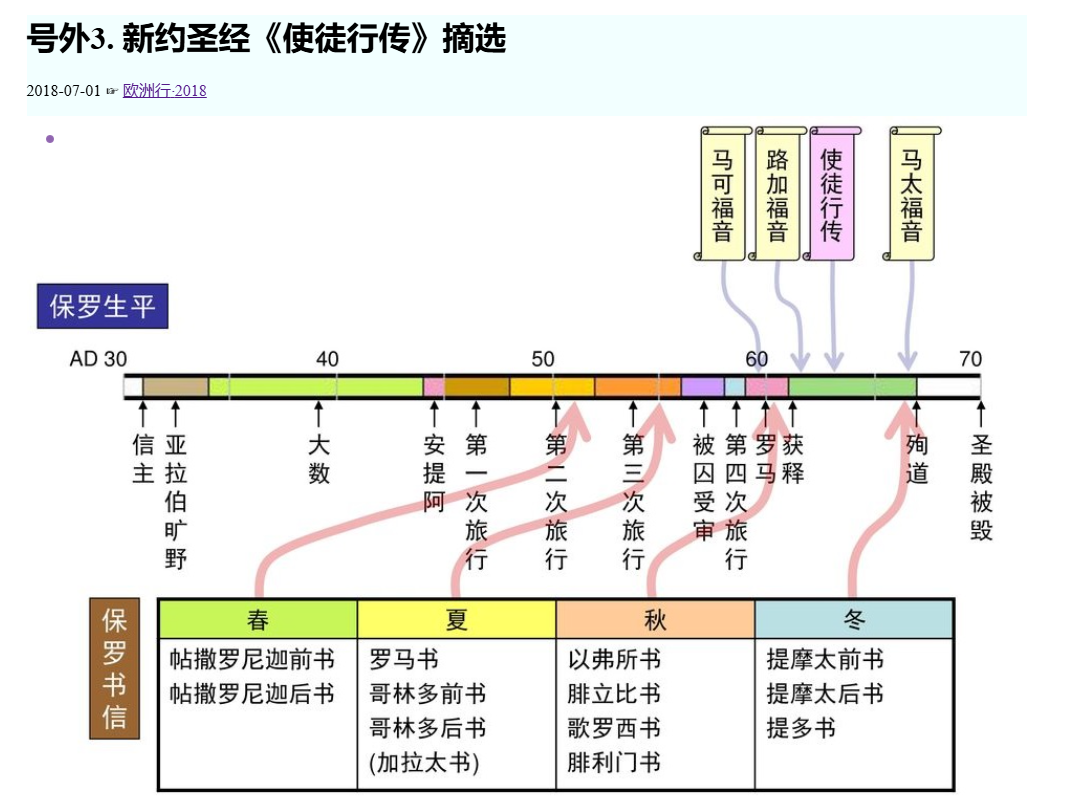 号外3. 新约圣经《使徒行传》摘选
2018-07-01 ☞ 欧洲行·2018
马可福音
路加福音
使徒行传
马太福音
保罗生平
AD 30
40
50
60
70
信主
亚拉伯旷野
大数
安提阿
第一次旅行
第二次旅行
第三次旅行
被囚受审
第四次旅行
罗马
获释
殉道
圣殿被毁
保罗书信
春
夏
秋
冬
帖撒罗尼迦前书
帖撒罗尼迦后书
罗马书
哥林多前书
哥林多后书
(加拉太书)
以弗所书
腓立比书
歌罗西书
腓利门书
提摩太前书
提摩太后书
提多书